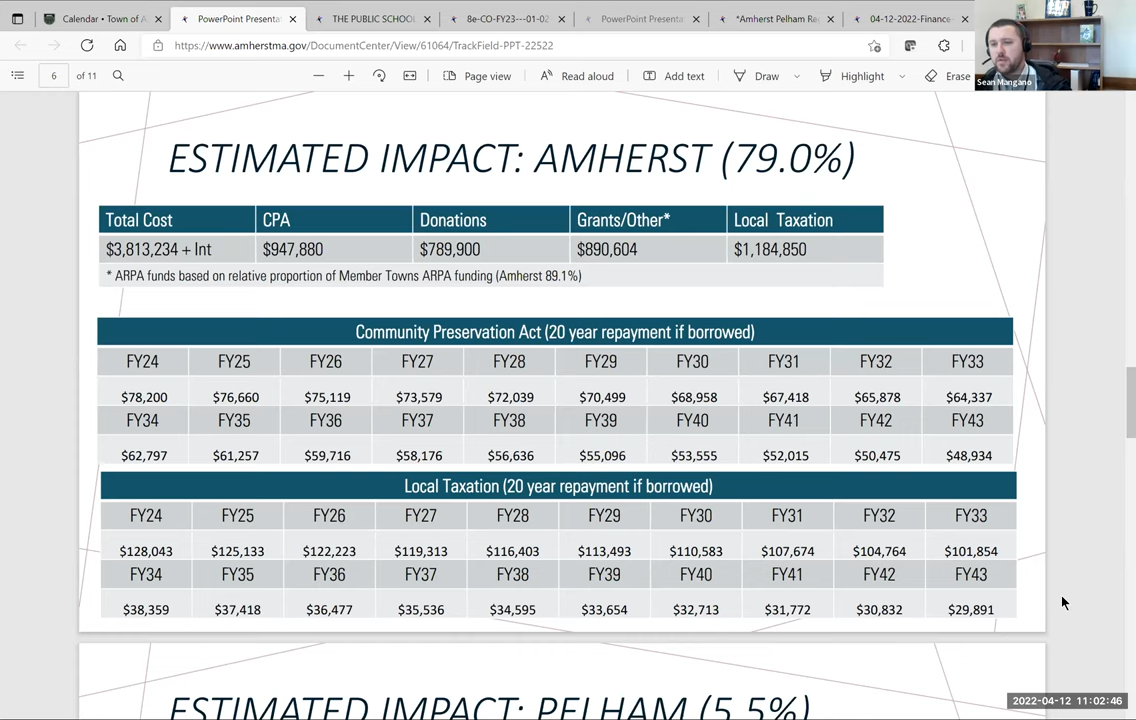 Calendar • Town of A
PowerPoint Presenta
THE PUBLIC SCHOOL
8e-CO-FY23---01-02
PowerPoint Presenta
*Amherst Pelham Re
04-12-2022-Finance
https://www.amherstma.gov/DocumentCenter/View/61064/TrackField-PPT-22522
6 of 11
Page view
Read aloud
Add text
Draw
Highlight
Erase
Sean Mangano
ESTIMATED IMPACT: AMHERST (79.0%)
Total Cost CPA Donations Grants/Other* Local Taxation
$3,813,234 + Int $947,880 $789,900 $890,604 $1,184,850
* ARPA funds based on relative proportion of Member Towns ARPA funding (Amherst 89.1%)
Community Preservation Act (20 year repayment if borrowed)
FY24 FY25 FY26 FY27 FY28 FY29 FY30 FY31 FY32 FY33
$78,200 $76,660 $75,119 $73,579 $72,039 $70,499 $68,958 $67,418 $65,878 $64,337
FY34 FY35 FY36 FY37 FY38 FY39 FY40 FY41 FY42 FY43
$62,797 $61,257 $59,716 $58,176 $56,636 $55,096 $53,555 $52,015 $50,475 $48,934
Local Taxation (20 year repayment if borrowed)
FY24 FY25 FY26 FY27 FY28 FY29 FY30 FY31 FY32 FY33
$128,043 $125,133 $122,223 $119,313 $116,403 $113,493 $110,583 $107,674 $104,764 $101,854
FY34 FY35 FY36 FY37 FY38 FY39 FY40 FY41 FY42 FY43
$38,359 $37,418 $36,477 $35,536 $34,595 $33,654 $32,713 $31,772 $30,832 $29,891
ESTIMATED IMPACT: PELHAM (5.5%)
2022-04-12 11:02:46